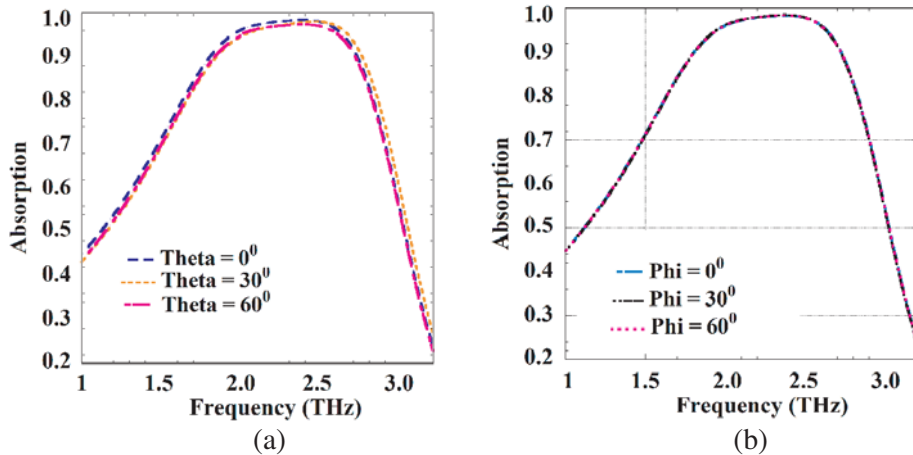 1.0
0.9
0.7
0.6
0.5
0.4
0.3
0.2
Absorption
Theta = 0⁰
Theta = 30⁰
Theta = 60⁰
1 1.5 2.0 2.5 3.0
Frequency (THz)
(a)
1.0
0.9
0.8
0.7
0.6
0.5
0.4
0.3
0.2
Absorption
Phi = 0⁰
Phi = 30⁰
Phi = 60⁰
1 1.5 2.0 2.5 3.0
Frequency (THz)
(b)